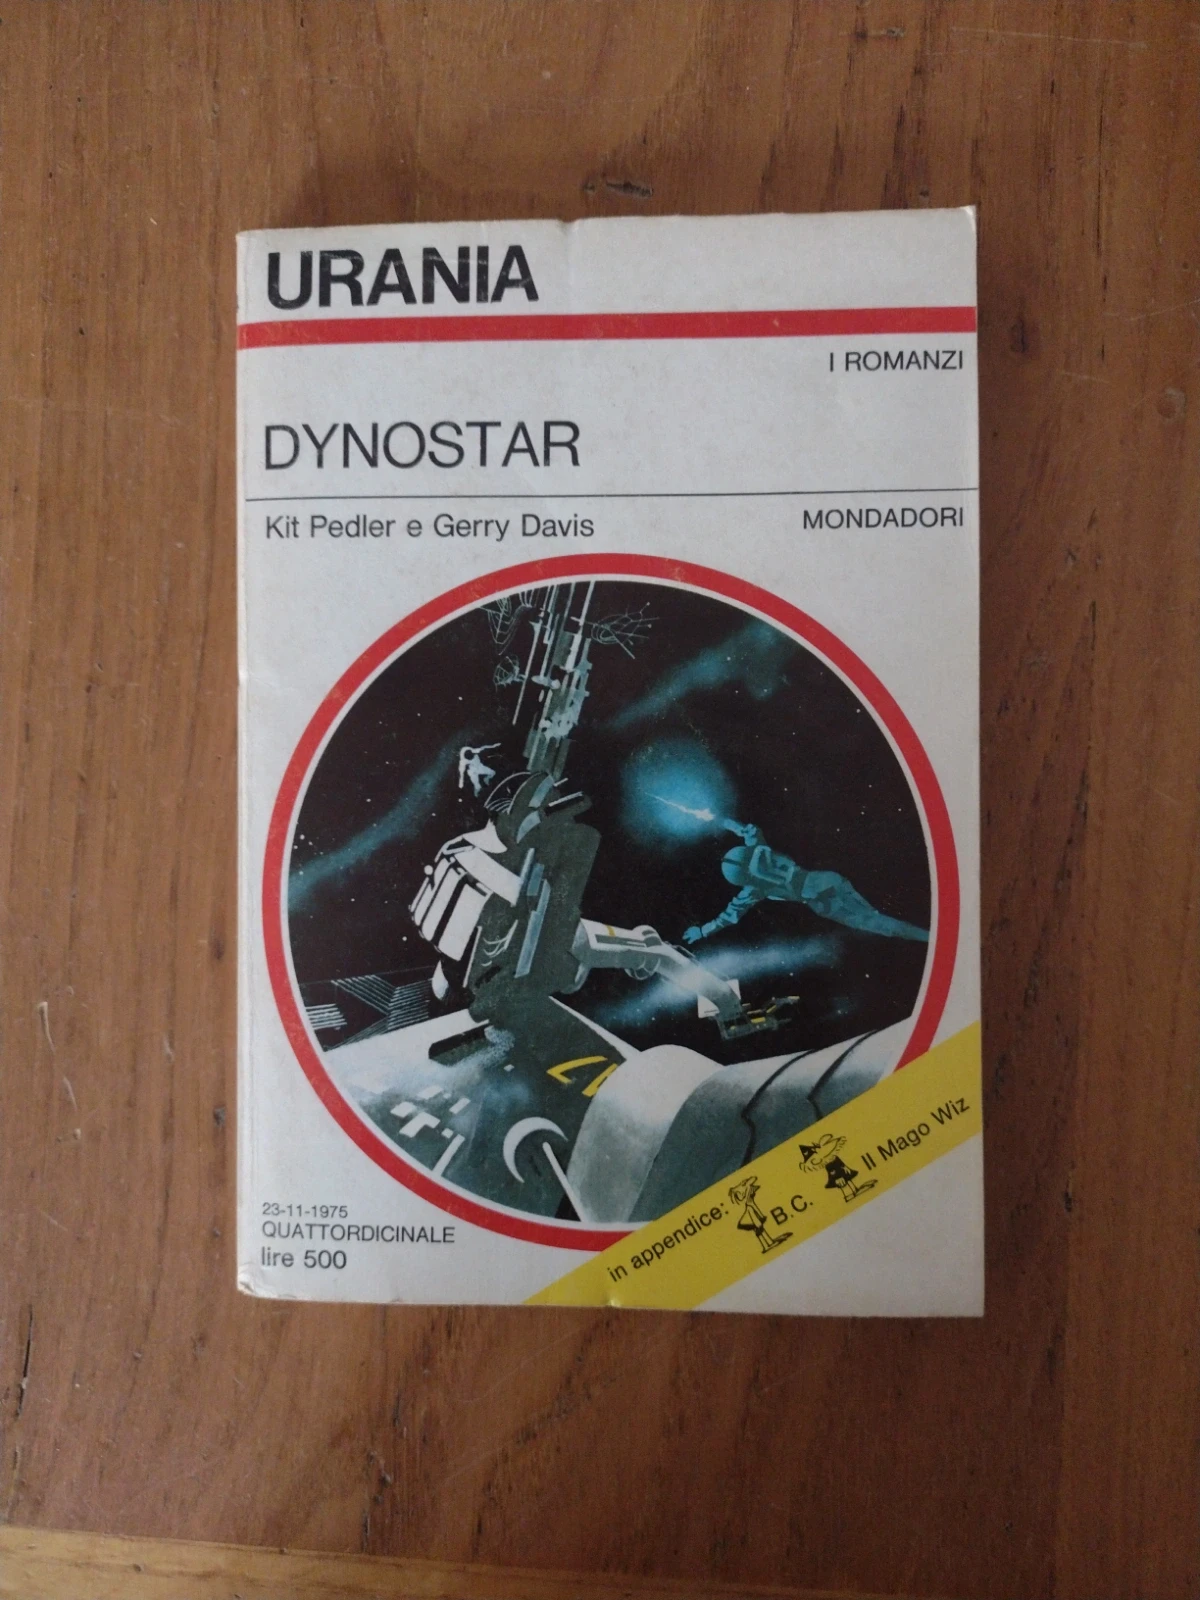 URANIA
I ROMANZI
DYNOSTAR
Kit Pedler e Gerry Davis
MONDADORI
23-11-1975
QUATTORDICINALE
lire 500
in appendice: B.C. Il Mago Wiz